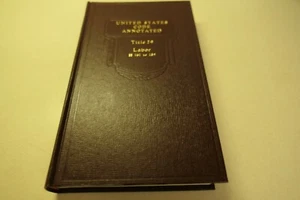 UNITED STATES
CODE
ANNOTATED
Title 29
Labor